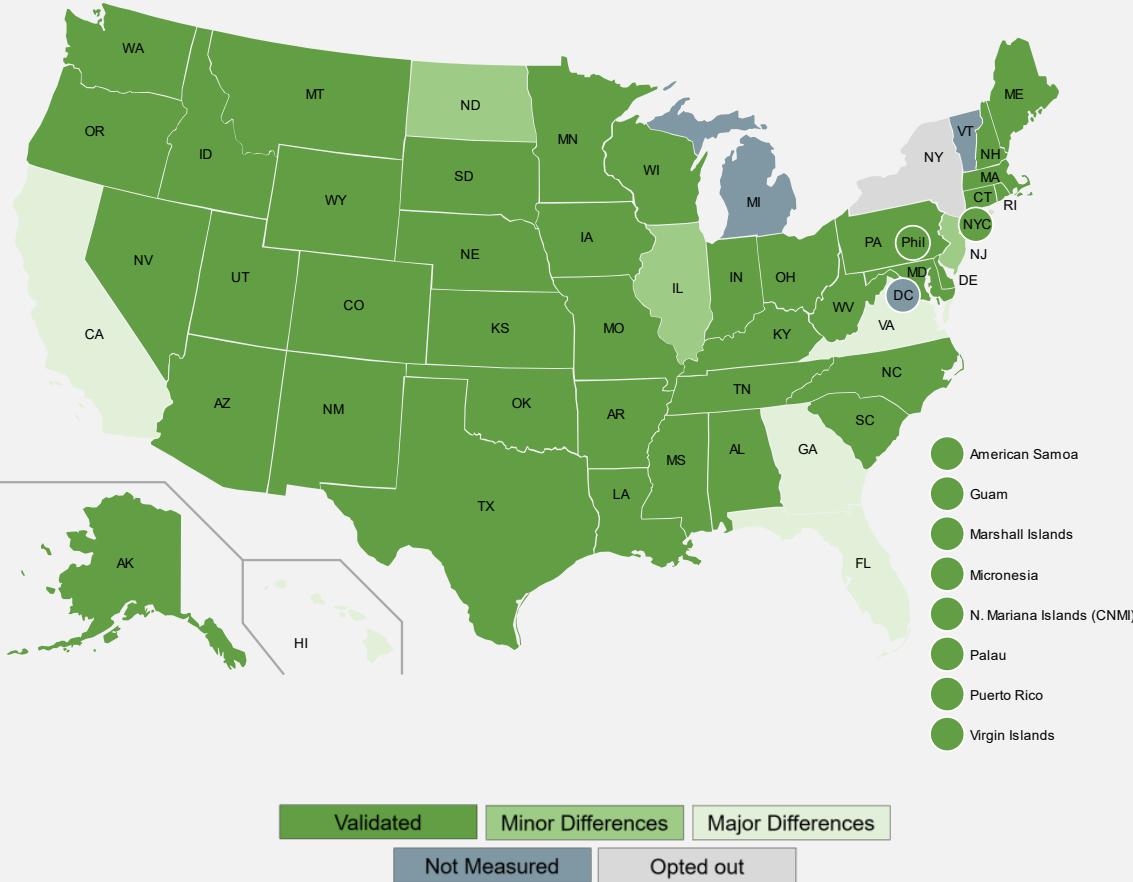 WA
MT
ND
ME
OR
MN
VT
ID
NH
NY
WI
SD
MA
WY
CT
MI
RI
NYC
IA
PA
Phil
NE
NJ
NV
MD
UT
IN
OH
DE
IL
DC
CO
WV
VA
KS
MO
CA
KY
NC
TN
AZ
OK
NM
AR
SC
GA
AL
MS
American Samoa
LA
Guam
TX
Marshall Islands
AK
FL
Micronesia
N. Mariana Islands (CNMI)
HI
Palau
Puerto Rico
Virgin Islands
Validated
Minor Differences
Major Differences
Not Measured
Opted out